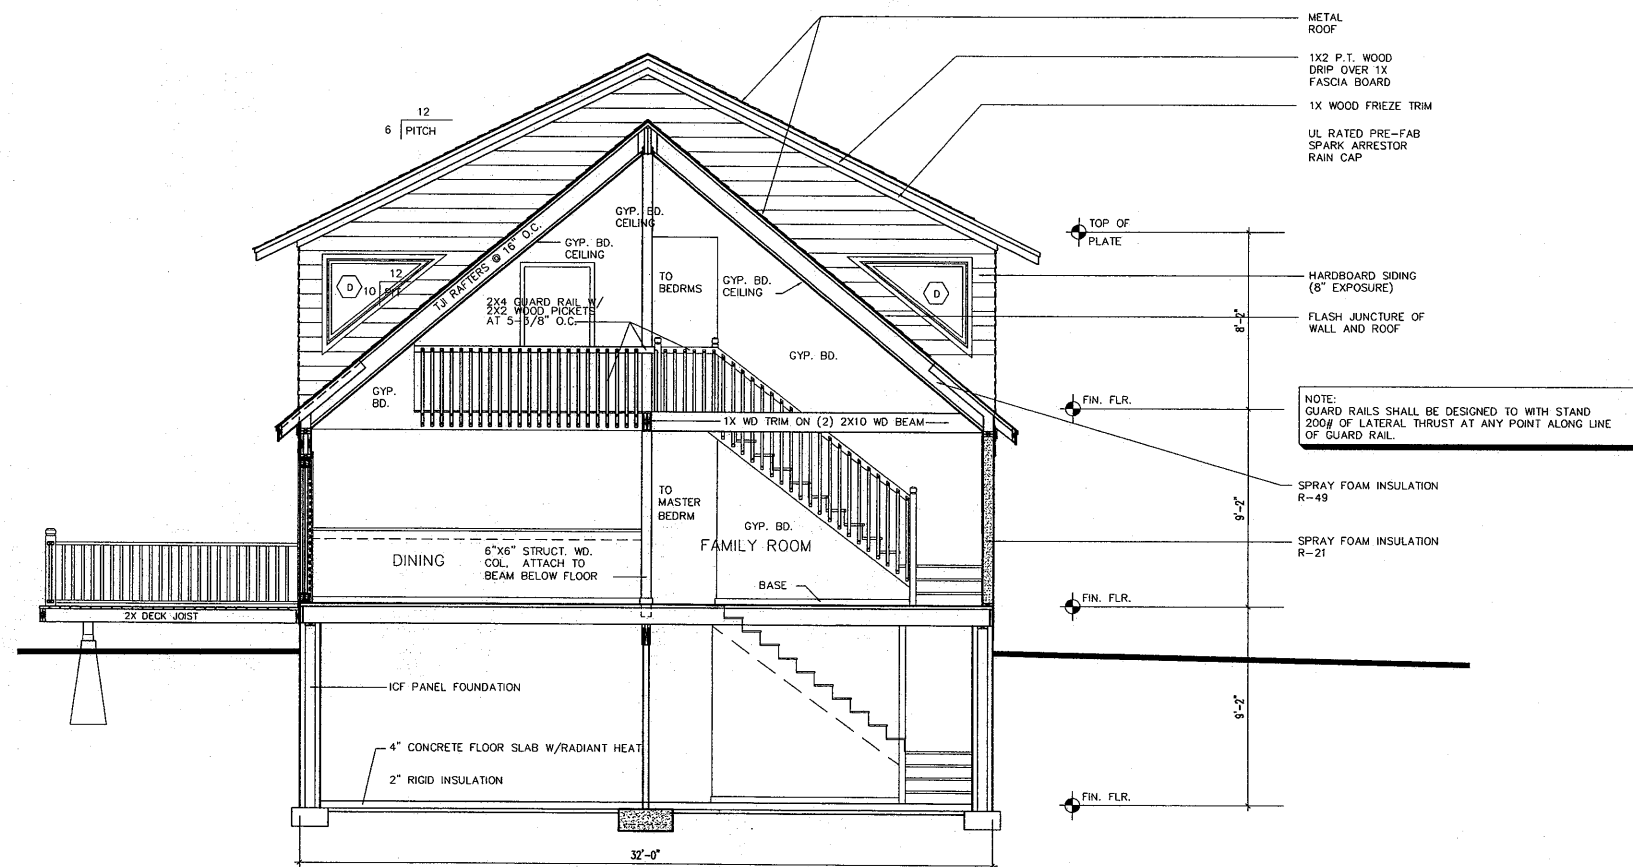 METAL
ROOF
1X2 P.T. WOOD
DRIP OVER 1X
FASCIA BOARD
1X WOOD FRIEZE TRIM
UL RATED PRE-FAB
SPARK ARRESTOR
RAIN CAP
12
6 PITCH
TOP OF
PLATE
GYP. BD.
CEILING
GYP. BD.
CEILING
TJI RAFTERS @ 16" O.C.
TO
BEDRMS
GYP. BD.
CEILING
D
12
10
D
HARDBOARD SIDING
(8" EXPOSURE)
2X4 GUARD RAIL W/
2X2 WOOD PICKETS
AT 5-3/8" O.C.
FLASH JUNCTURE OF
WALL AND ROOF
8'-2"
GYP. BD.
GYP.
BD.
FIN. FLR.
NOTE:
GUARD RAILS SHALL BE DESIGNED TO WITH STAND
200# OF LATERAL THRUST AT ANY POINT ALONG LINE
OF GUARD RAIL.
1X WD TRIM ON (2) 2X10 WD BEAM
TO
MASTER
BEDRM
SPRAY FOAM INSULATION
R-49
9'-2"
GYP. BD.
FAMILY ROOM
SPRAY FOAM INSULATION
R-21
DINING
6"X6" STRUCT. WD.
COL, ATTACH TO
BEAM BELOW FLOOR
BASE
FIN. FLR.
2X DECK JOIST
ICF PANEL FOUNDATION
9'-2"
4" CONCRETE FLOOR SLAB W/RADIANT HEAT
2" RIGID INSULATION
FIN. FLR.
32'-0"